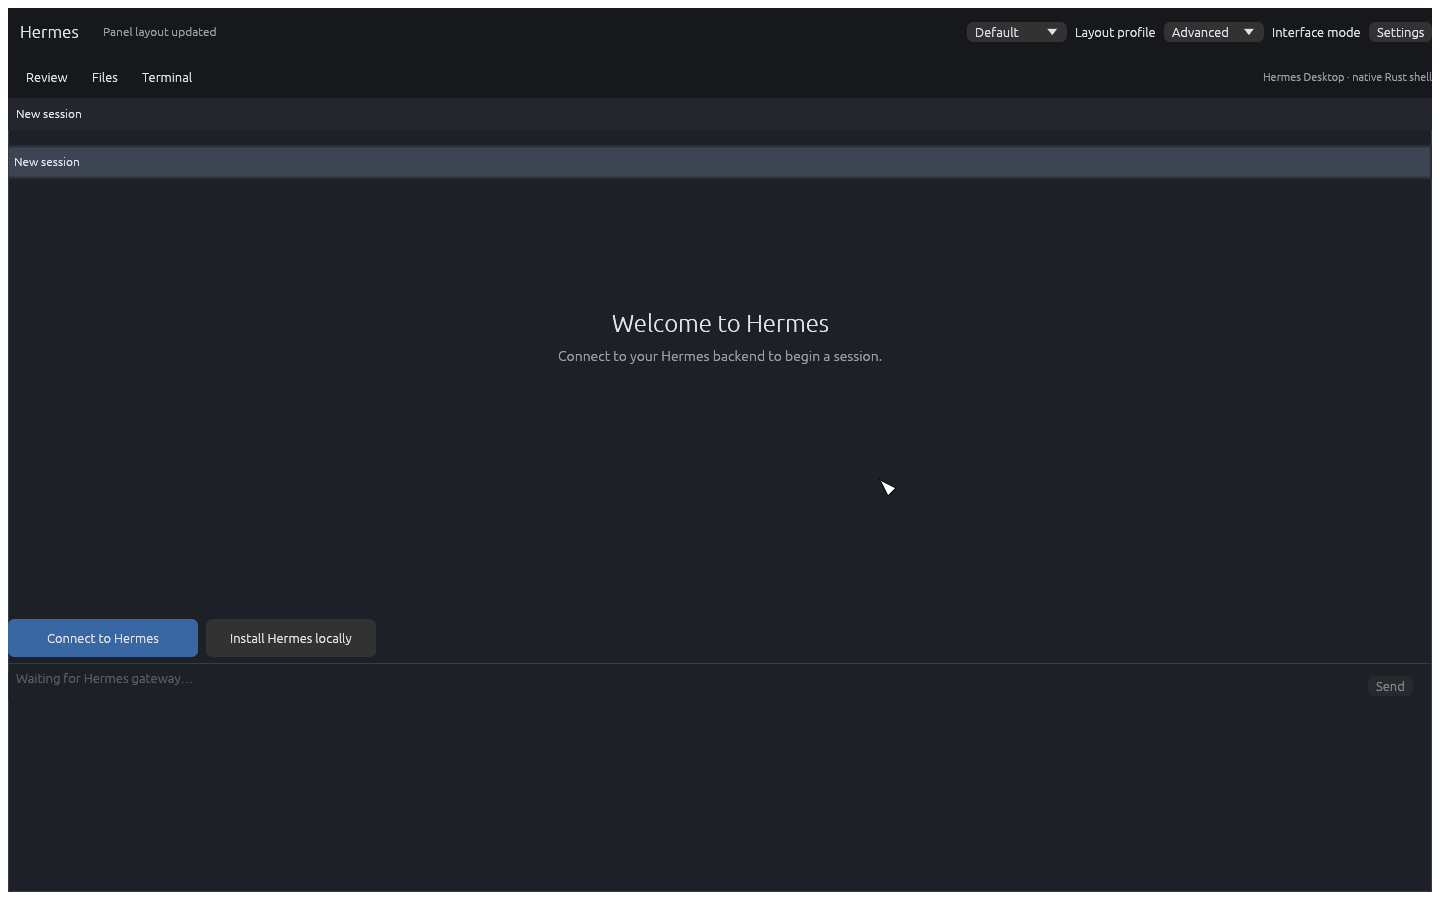 Hermes Panel layout updated Default Layout profile Advanced Interface mode Settings
Review Files Terminal Hermes Desktop · native Rust shell
New session
New session
Welcome to Hermes
Connect to your Hermes backend to begin a session.
Connect to Hermes Install Hermes locally
Waiting for Hermes gateway…
Send